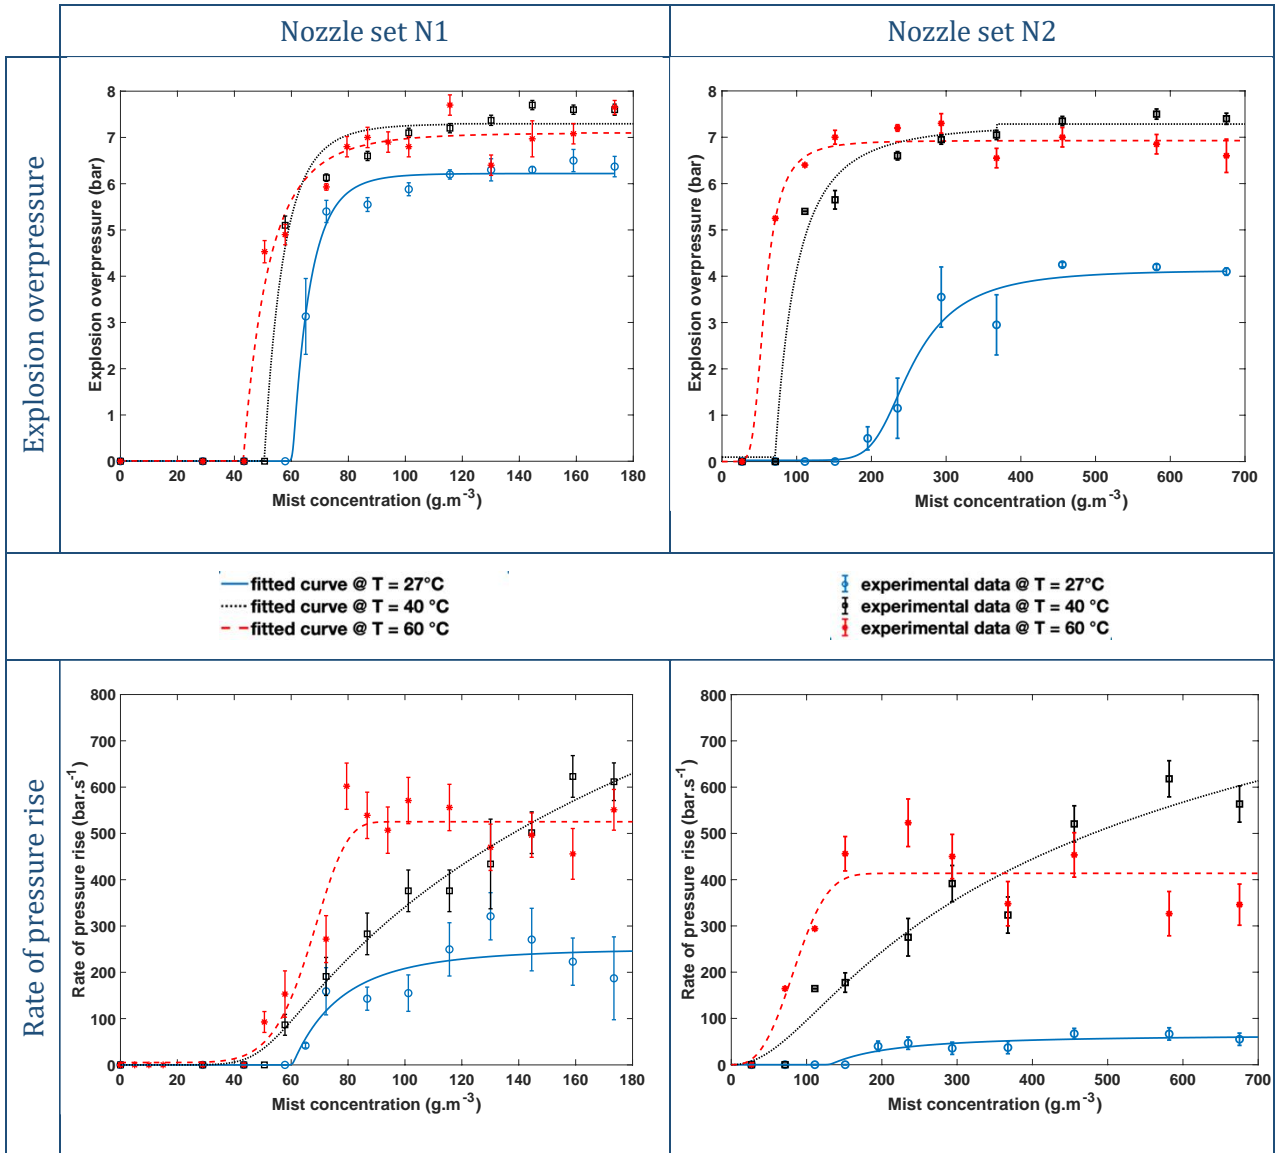 Nozzle set N1
Nozzle set N2
Explosion overpressure
Explosion overpressure (bar)
8
7
6
5
4
3
2
1
0
0 20 40 60 80 100 120 140 160 180
Mist concentration (g.m-3)
Explosion overpressure (bar)
8
7
6
5
4
3
2
1
0
0 100 200 300 400 500 600 700
Mist concentration (g.m-3)
fitted curve @ T = 27°C
fitted curve @ T = 40 °C
fitted curve @ T = 60 °C
experimental data @ T = 27°C
experimental data @ T = 40 °C
experimental data @ T = 60 °C
Rate of pressure rise
Rate of pressure rise (bar.s-1)
800
700
600
500
400
300
200
100
0
0 20 40 60 80 100 120 140 160 180
Mist concentration (g.m-3)
Rate of pressure rise (bar.s-1)
800
700
600
500
400
300
200
100
0
0 100 200 300 400 500 600 700
Mist concentration (g.m-3)